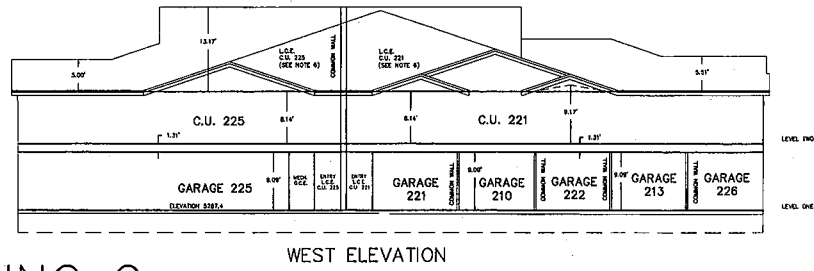 13.17'
L.C.E.
C.U. 225
(SEE NOTE 6)
COMMON WALL
L.C.E.
C.U. 221
(SEE NOTE 6)
5.00'
5.51'
C.U. 225
8.14'
8.14'
C.U. 221
9.17'
1.31'
1.31'
LEVEL TWO
GARAGE 225
9.09'
MECH.
G.C.E.
ENTRY
L.C.E.
C.U. 225
ENTRY
L.C.E.
C.U. 221
GARAGE
221
COMMON WALL
9.09'
GARAGE
210
COMMON WALL
GARAGE
222
COMMON WALL
9.09'
GARAGE
213
COMMON WALL
GARAGE
226
ELEVATION 5287.4
LEVEL ONE
WEST ELEVATION